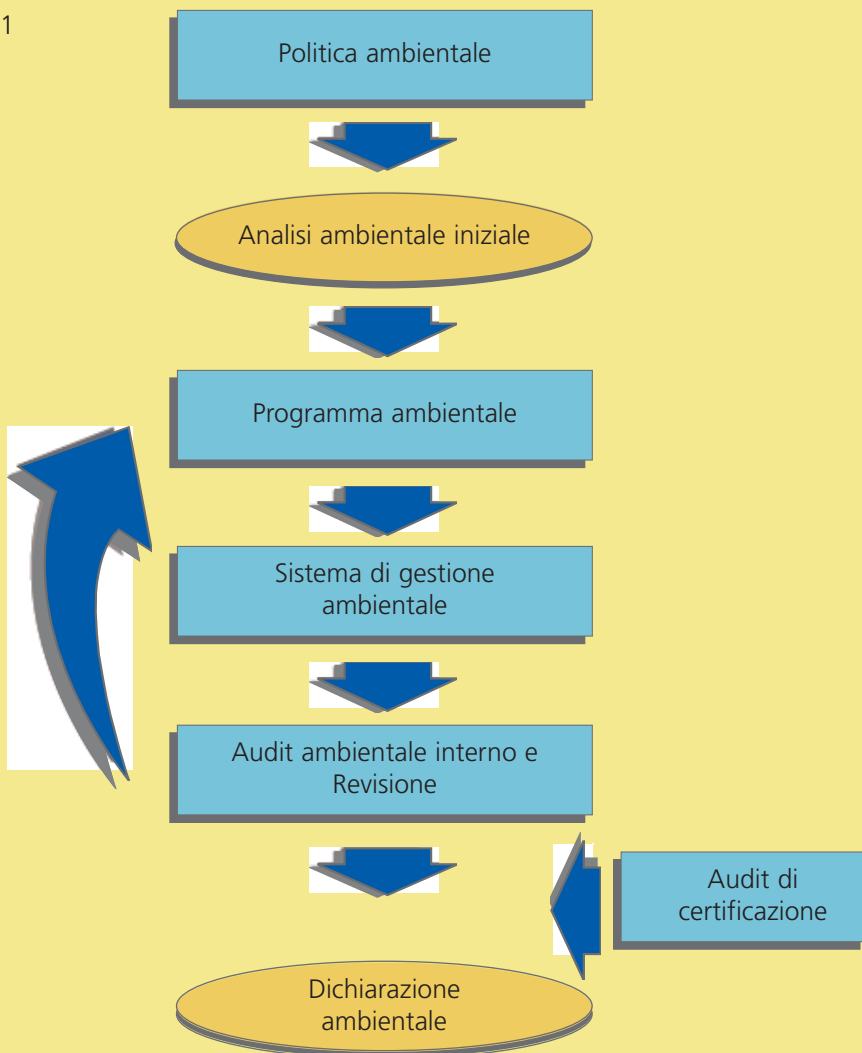 1
Politica ambientale
Analisi ambientale iniziale
Programma ambientale
Sistema di gestione
ambientale
Audit ambientale interno e
Revisione
Audit di
certificazione
Dichiarazione
ambientale